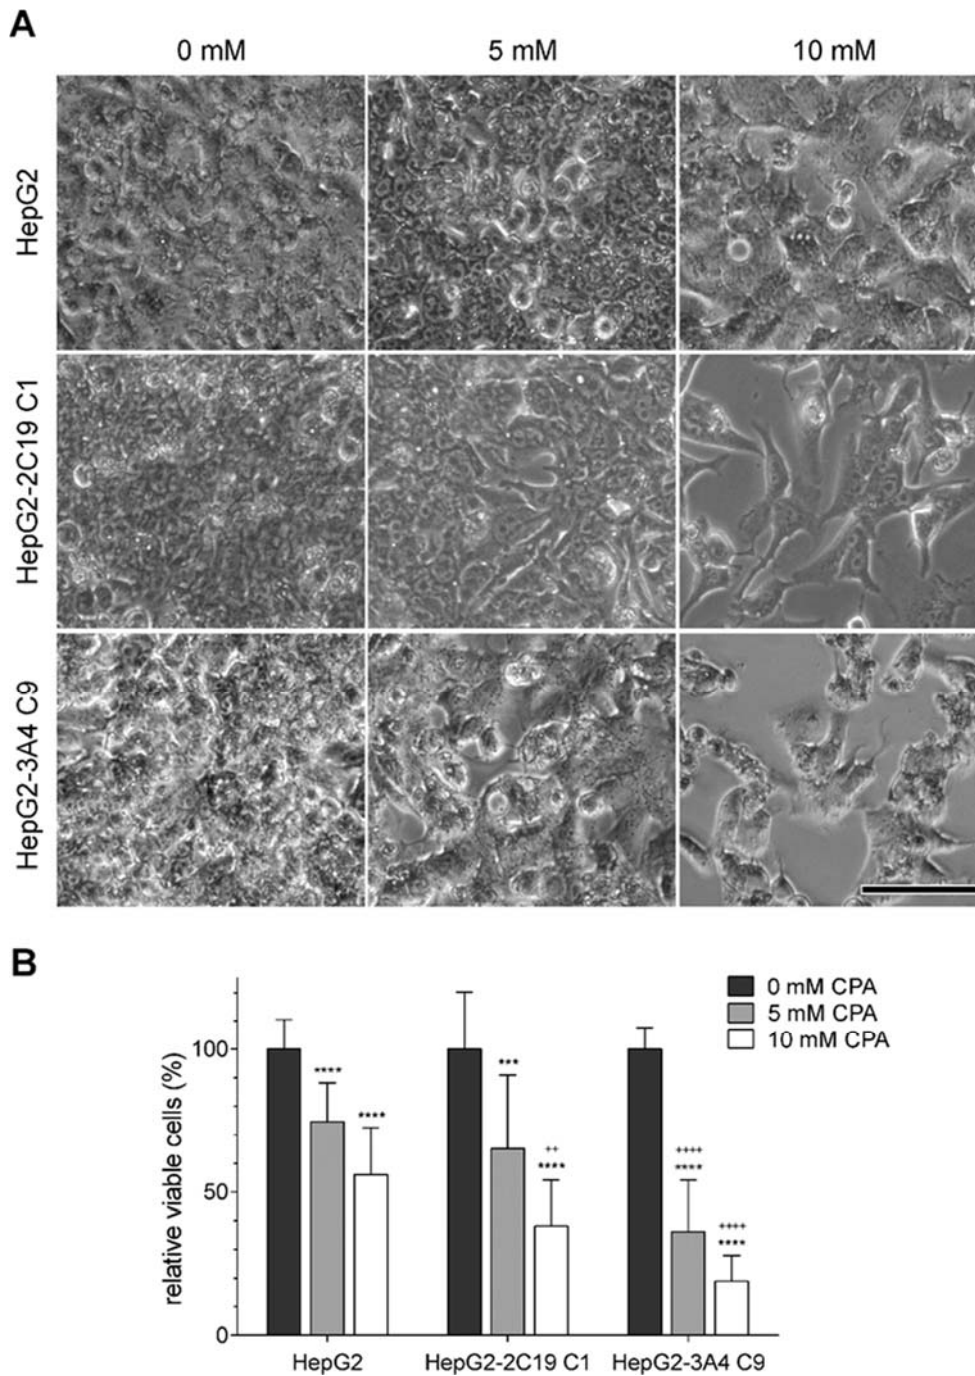 A
0 mM 5 mM 10 mM
HepG2
HepG2-2C19 C1
HepG2-3A4 C9
B
0 mM CPA
5 mM CPA
10 mM CPA
relative viable cells (%)
100
50
0
**** **** *** ++ **** ++++ **** ++++ ****
HepG2 HepG2-2C19 C1 HepG2-3A4 C9